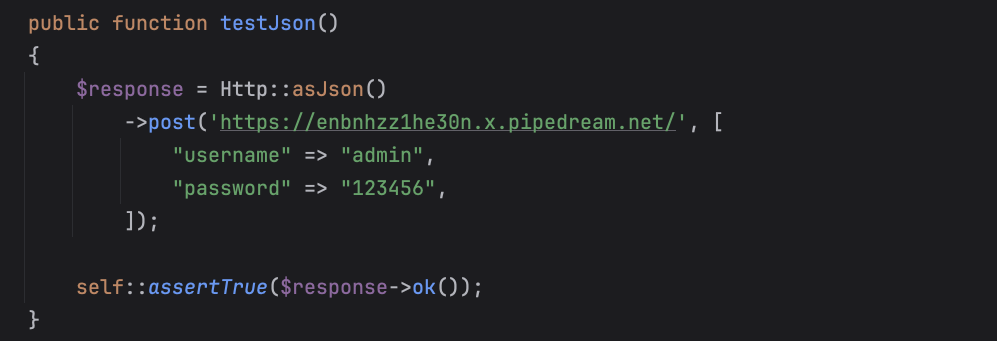 public function testJson()
{
    $response = Http::asJson()
        ->post('https://enbnhzz1he30n.x.pipedream.net/', [
            "username" => "admin",
            "password" => "123456",
        ]);

    self::assertTrue($response->ok());
}